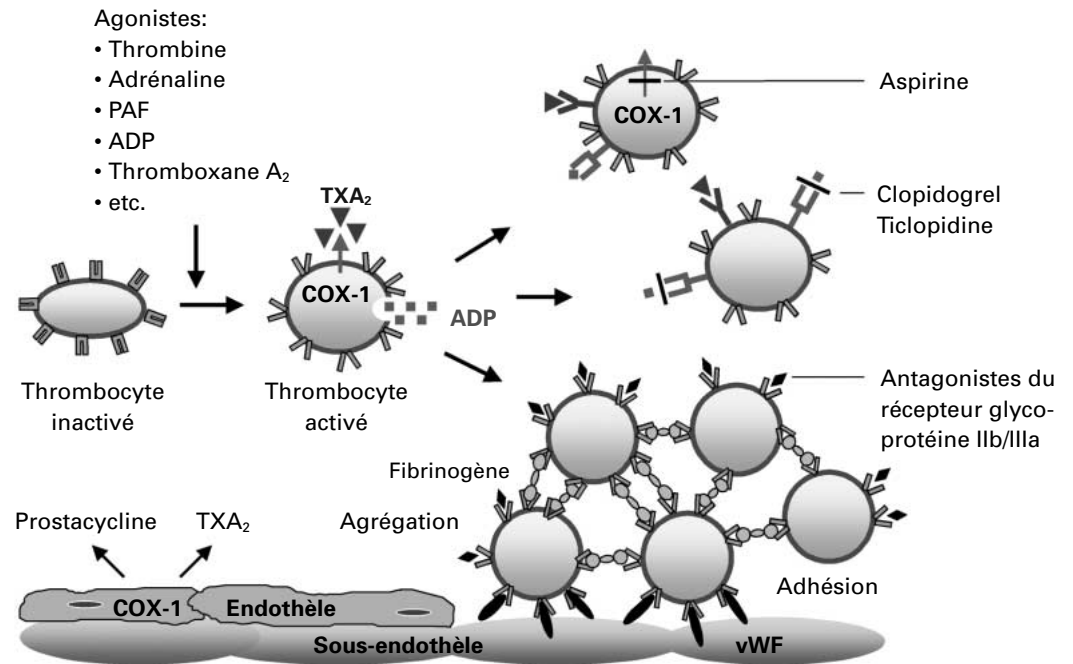 Agonistes:
• Thrombine
• Adrénaline
• PAF
• ADP
• Thromboxane A₂
• etc.
TXA₂
COX-1
Aspirine
Clopidogrel
Ticlopidine
COX-1
ADP
Thrombocyte
inactivé
Thrombocyte
activé
Antagonistes du
récepteur glyco-
protéine IIb/IIIa
Fibrinogène
Prostacycline
TXA₂
Agrégation
Adhésion
COX-1
Endothèle
Sous-endothèle
vWF